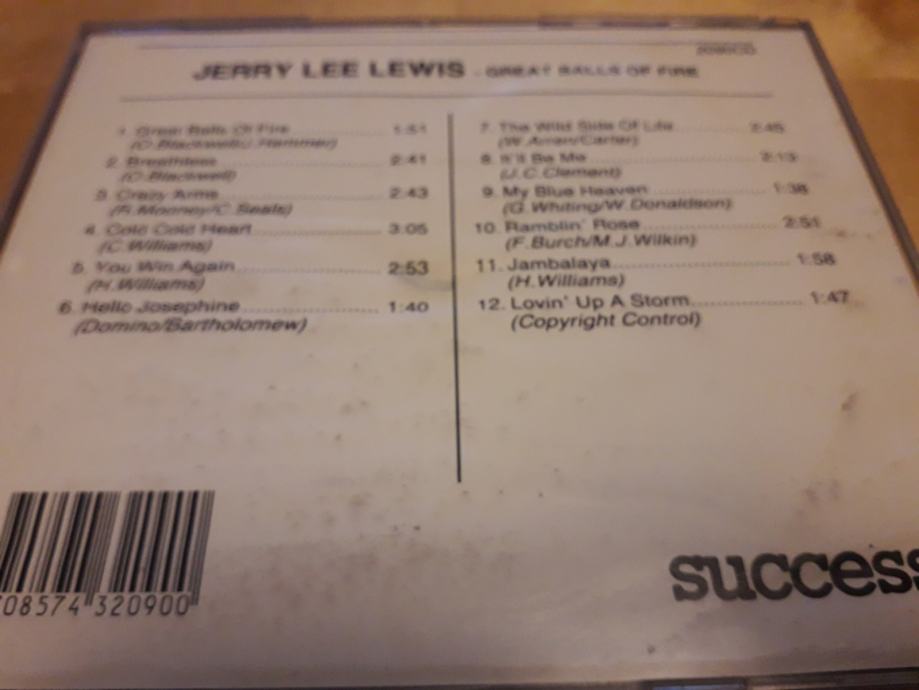 JERRY LEE LEWIS - GREAT BALLS OF FIRE
1. Great Balls Of Fire 1:51
(O.Blackwell/J.Hammer)
2. Breathless 2:41
(O.Blackwell)
3. Crazy Arms 2:43
(R.Mooney/C.Seals)
4. Cold Cold Heart 3:05
(C.Williams)
5. You Win Again 2:53
(H.Williams)
6. Hello Josephine 1:40
(Domino/Bartholomew)
7. The Wild Side Of Life 2:45
(W.Arran/Carter)
8. It'll Be Me 2:13
(J.C.Clement)
9. My Blue Heaven 1:38
(G.Whiting/W.Donaldson)
10. Ramblin' Rose 2:51
(F.Burch/M.J.Wilkin)
11. Jambalaya 1:58
(H.Williams)
12. Lovin' Up A Storm 1:47
(Copyright Control)
08574 320900
success